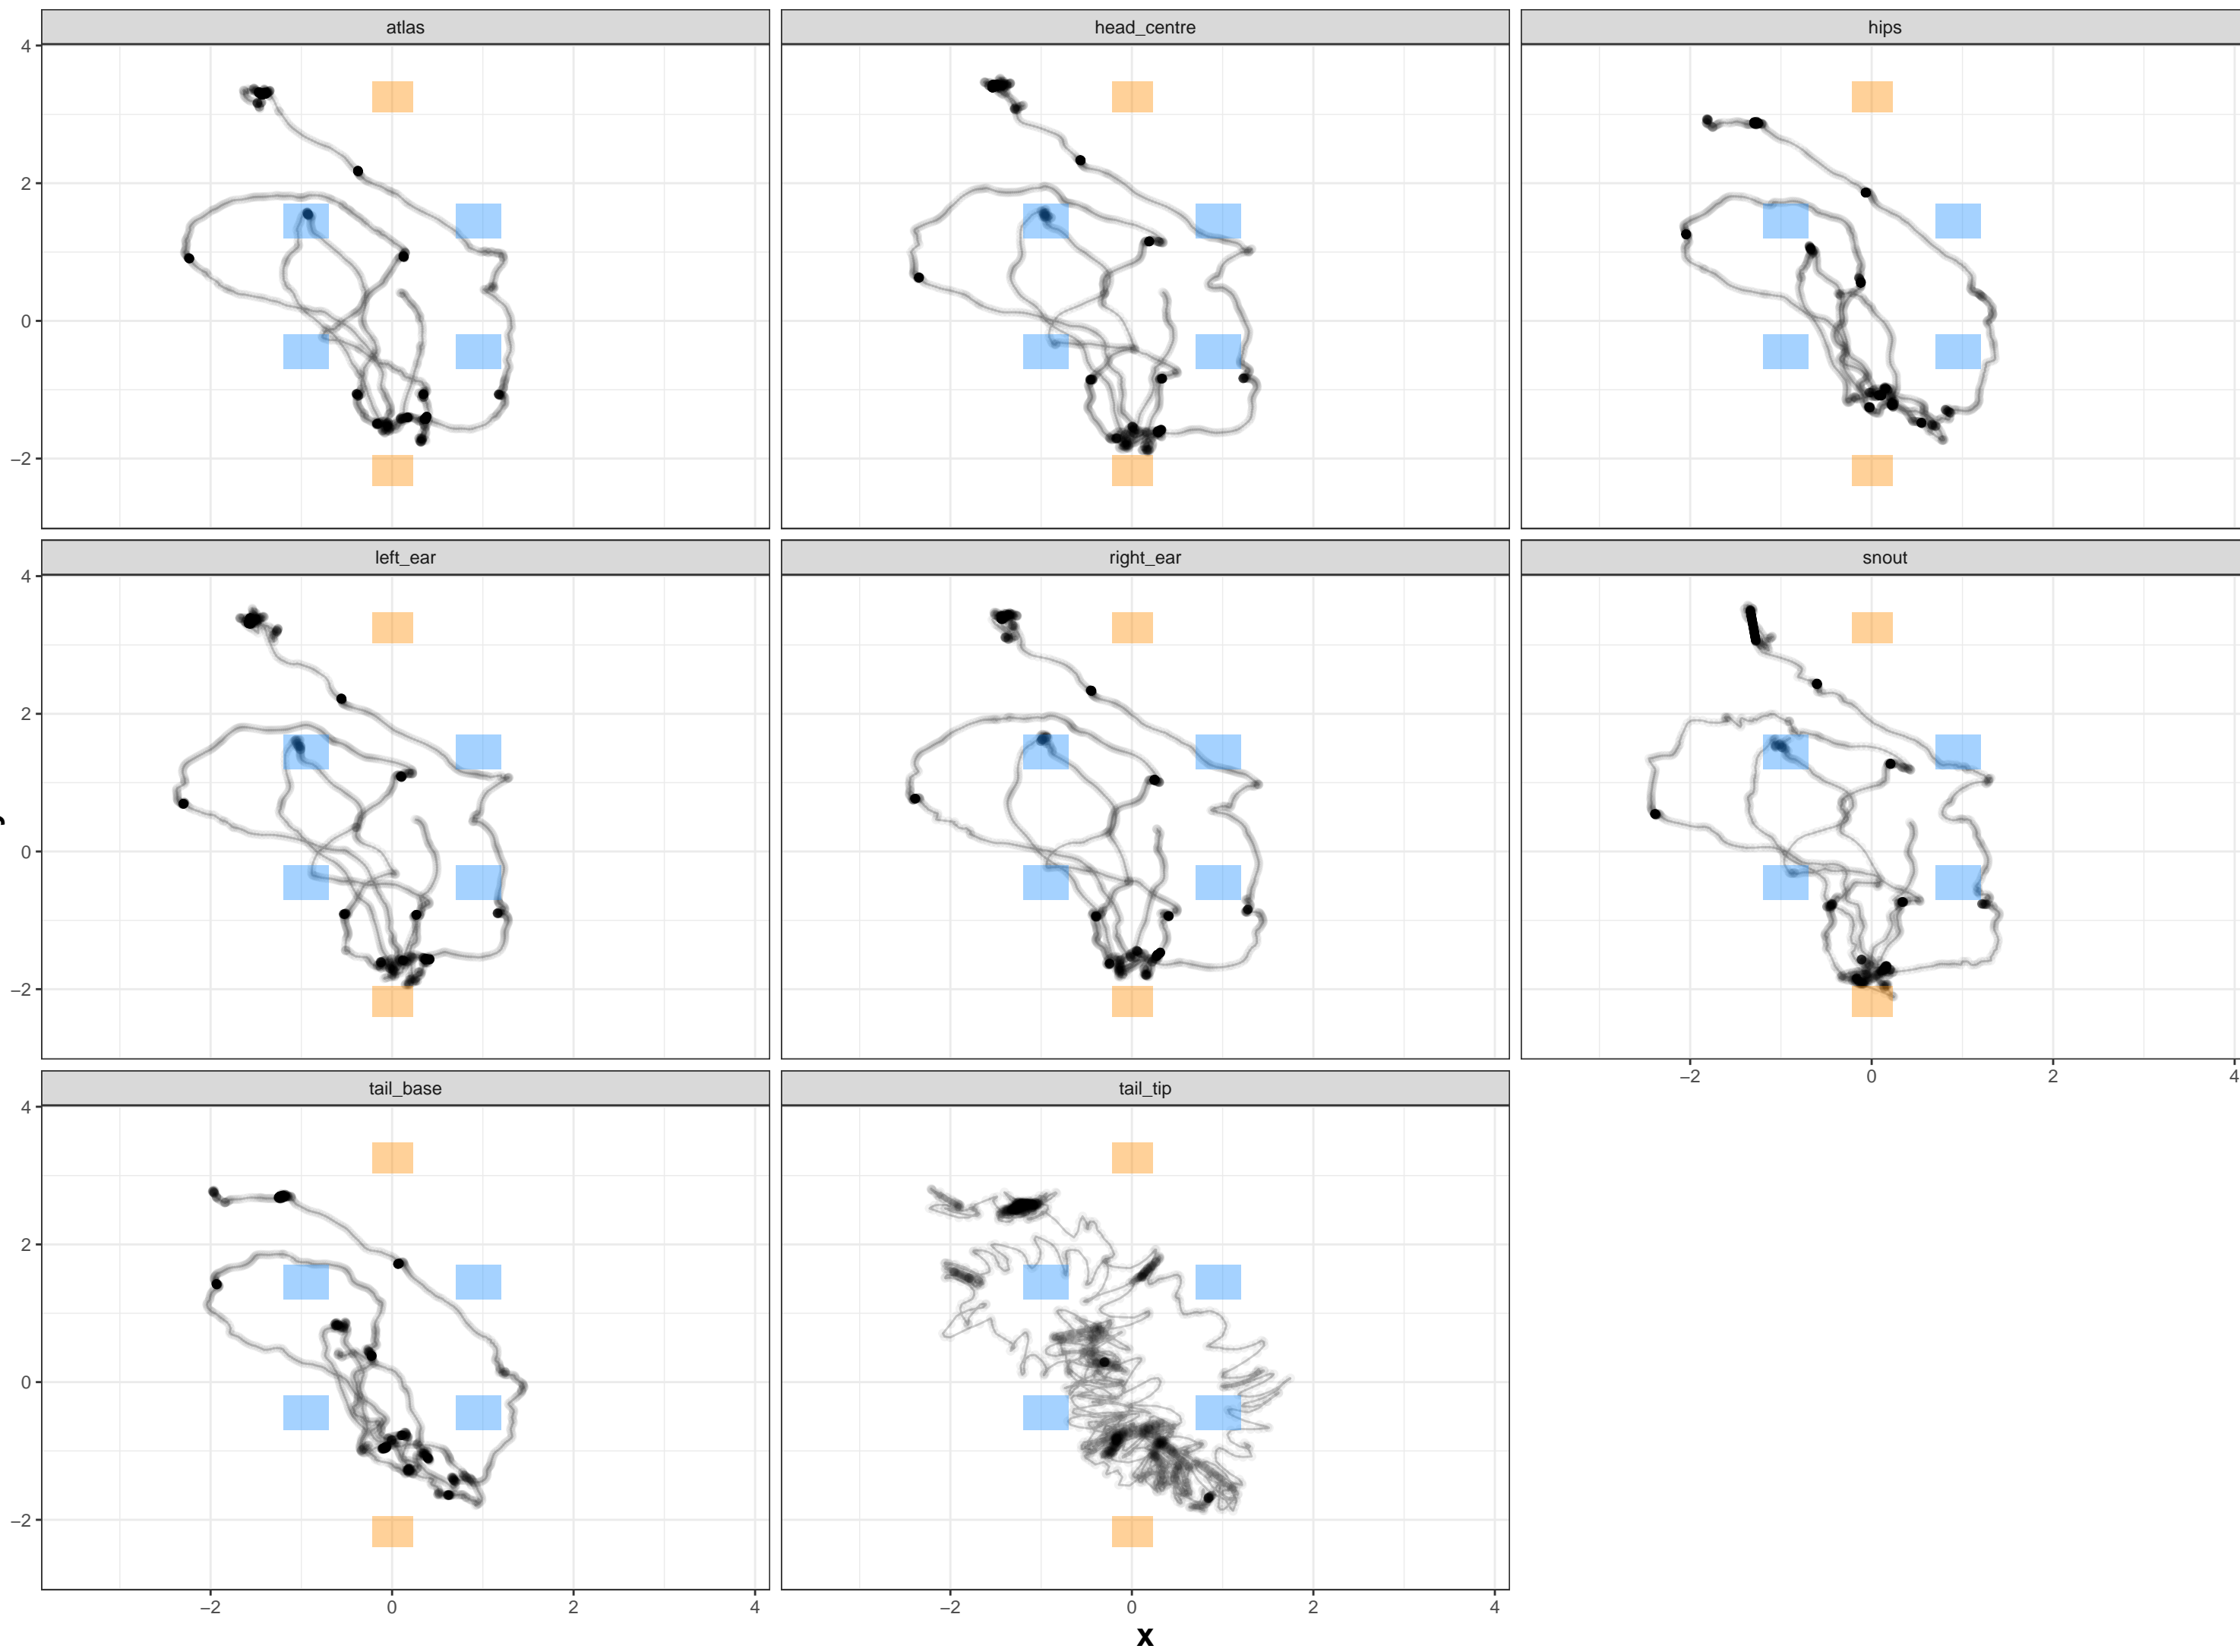 atlas head_centre hips
4
2
0
−2
left_ear right_ear snout
4
2
0
−2
−2 0 2 4
tail_base tail_tip
4
2
0
−2
−2 0 2 4 −2 0 2 4
x